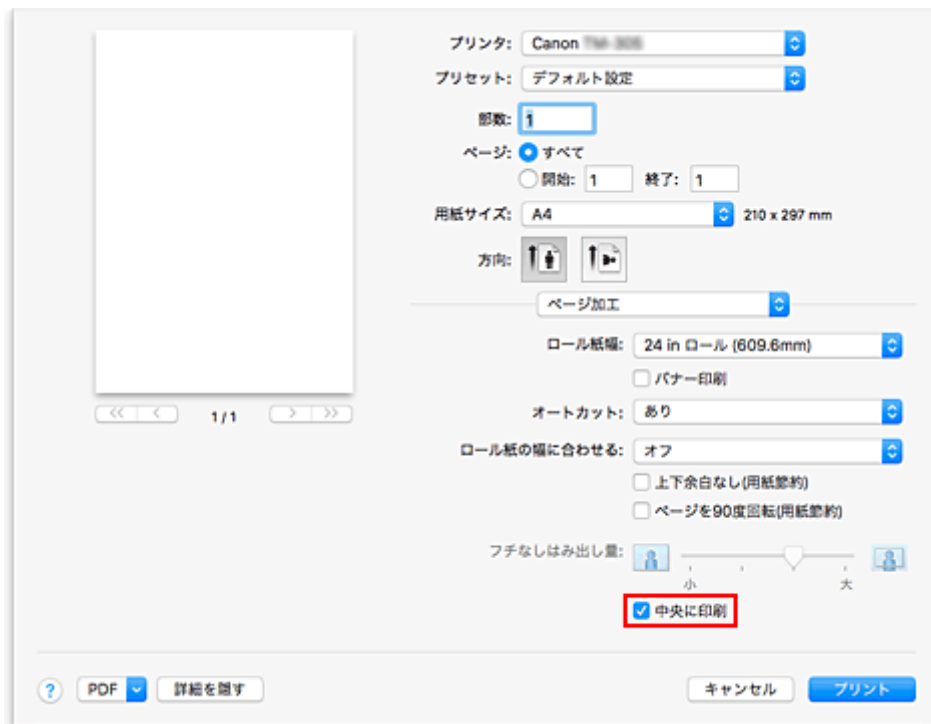 プリンタ: Canon
プリセット: デフォルト設定
部数: 1
ページ: すべて
開始: 1 終了: 1
用紙サイズ: A4 210 x 297 mm
方向:
ページ加工
ロール紙幅: 24 in ロール (609.6mm)
バナー印刷
<< < 1 / 1 > >>
オートカット: あり
ロール紙の幅に合わせる: オフ
上下余白なし(用紙節約)
ページを90度回転(用紙節約)
フチなしはみ出し量:
小 大
中央に印刷
? PDF 詳細を隠す キャンセル プリント